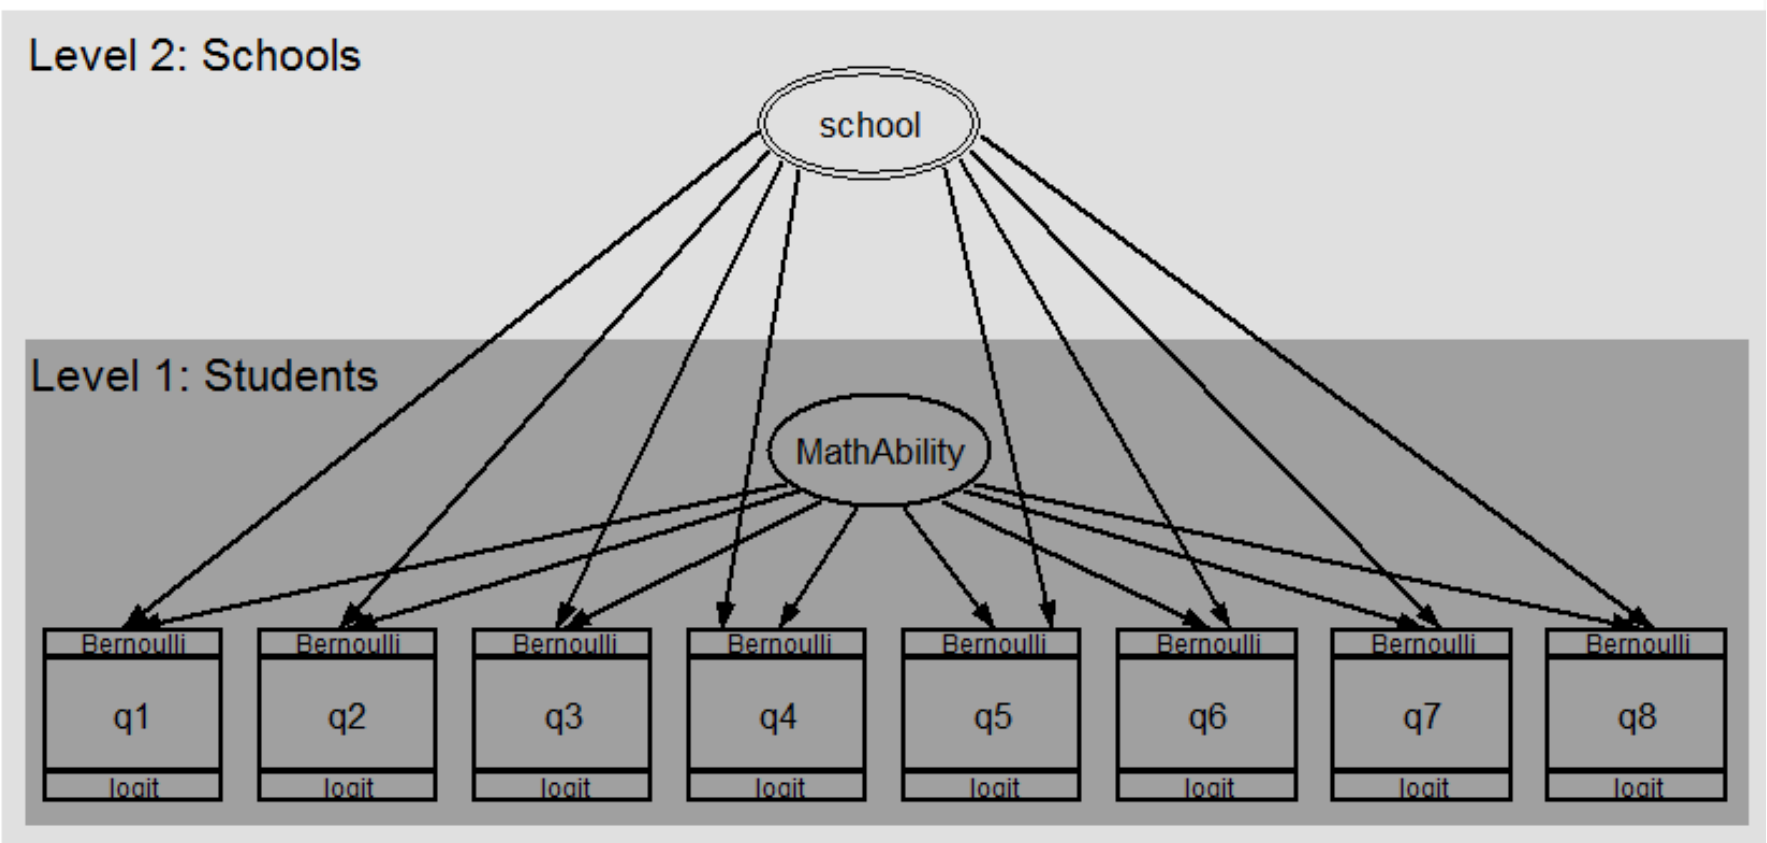 Level 2: Schools
school
Level 1: Students
MathAbility
Bernoulli Bernoulli Bernoulli Bernoulli Bernoulli Bernoulli Bernoulli Bernoulli
q1 q2 q3 q4 q5 q6 q7 q8
logit logit logit logit logit logit logit logit